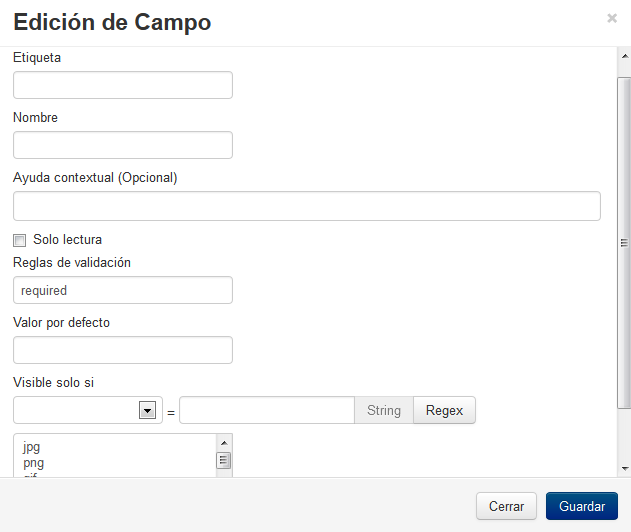 Edición de Campo
Etiqueta
Nombre
Ayuda contextual (Opcional)
Solo lectura
Reglas de validación
required
Valor por defecto
Visible solo si
= String Regex
jpg
png
gif
Cerrar Guardar